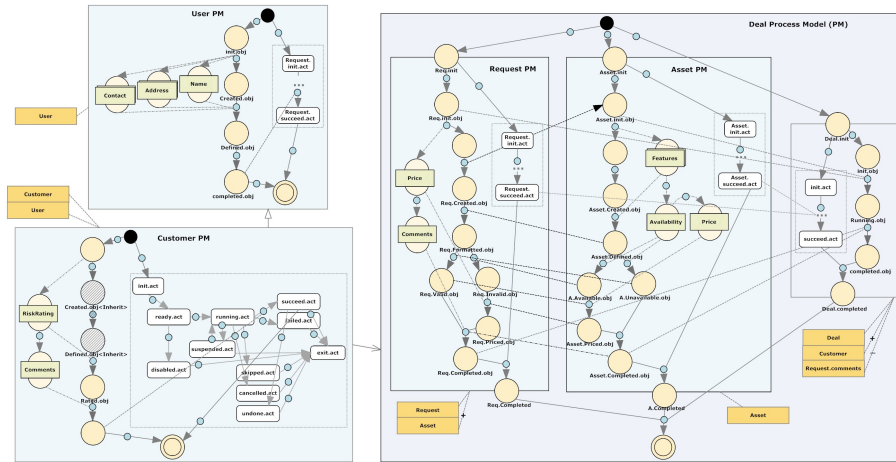 User PM
init.obj
Request.
init.act
...
Request.
succeed.act
Contact
Address
Name
Created.obj
Defined.obj
completed.obj
User
Customer
User
Customer PM
init.act
ready.act
running.act
succeed.act
failed.act
suspended.act
exit.act
disabled.act
skipped.act
cancelled.act
undone.act
RiskRating
Created.obj<Inherit>
Defined.obj<Inherit>
Comments
Rated.obj
Deal Process Model (PM)
Request PM
Req.init
Req.init.obj
Request.
init.act
...
Request.
succeed.act
Price
Comments
Req.Created.obj
Req.Formatted.obj
Req.Valid.obj
Req.Invalid.obj
Req.Priced.obj
Req.Completed.obj
Req.Completed
Request
Asset
+
Asset PM
Asset.init
Asset.init.obj
Asset.
init.act
...
Asset.
succeed.act
Features
Availability
Price
Asset.Created.obj
Asset.Defined.obj
A.Available.obj
A.Unavailable.obj
Asset.Priced.obj
Asset.Completed.obj
A.Completed
Asset
Deal.init
init.obj
init.act
...
succeed.act
Running.obj
completed.obj
Deal.completed
Deal
Customer
Request.comments
+
−